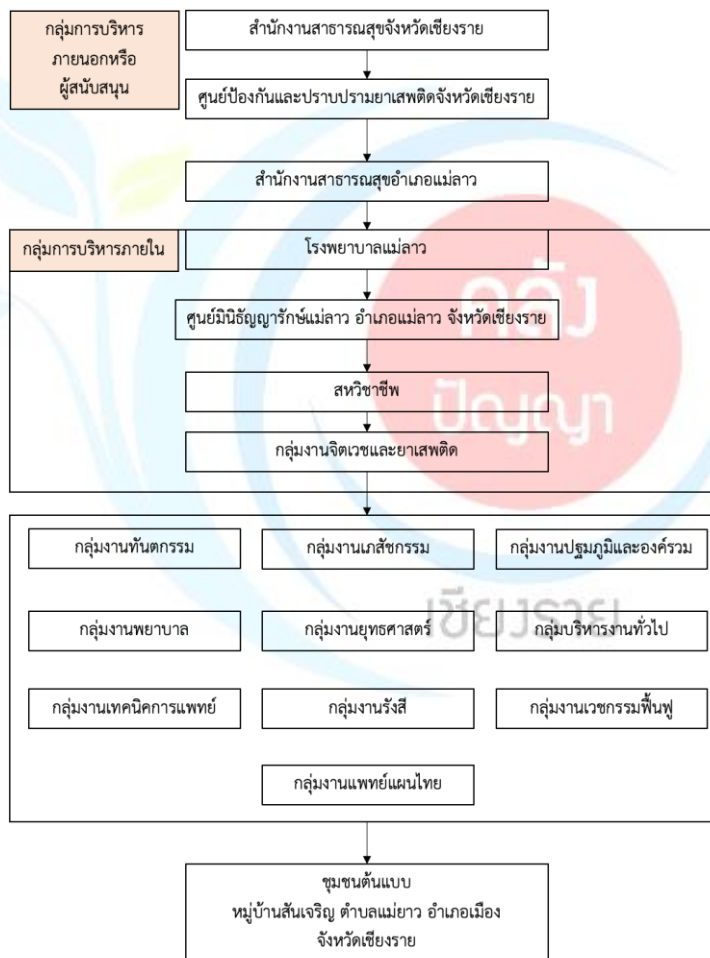 กลุ่มการบริหาร
ภายนอกหรือ
ผู้สนับสนุน
สำนักงานสาธารณสุขจังหวัดเชียงราย
ศูนย์ป้องกันและปราบปรามยาเสพติดจังหวัดเชียงราย
สำนักงานสาธารณสุขอำเภอแม่ลาว
กลุ่มการบริหารภายใน
โรงพยาบาลแม่ลาว
ศูนย์มินิธัญญารักษ์แม่ลาว อำเภอแม่ลาว จังหวัดเชียงราย
สหวิชาชีพ
กลุ่มงานจิตเวชและยาเสพติด
คลัง
ปัญญา
เชียงราย
กลุ่มงานทันตกรรม
กลุ่มงานเภสัชกรรม
กลุ่มงานปฐมภูมิและองค์รวม
กลุ่มงานพยาบาล
กลุ่มงานยุทธศาสตร์
กลุ่มบริหารงานทั่วไป
กลุ่มงานเทคนิคการแพทย์
กลุ่มงานรังสี
กลุ่มงานเวชกรรมฟื้นฟู
กลุ่มงานแพทย์แผนไทย
ชุมชนต้นแบบ
หมู่บ้านสันเจริญ ตำบลแม่ยาว อำเภอเมือง
จังหวัดเชียงราย